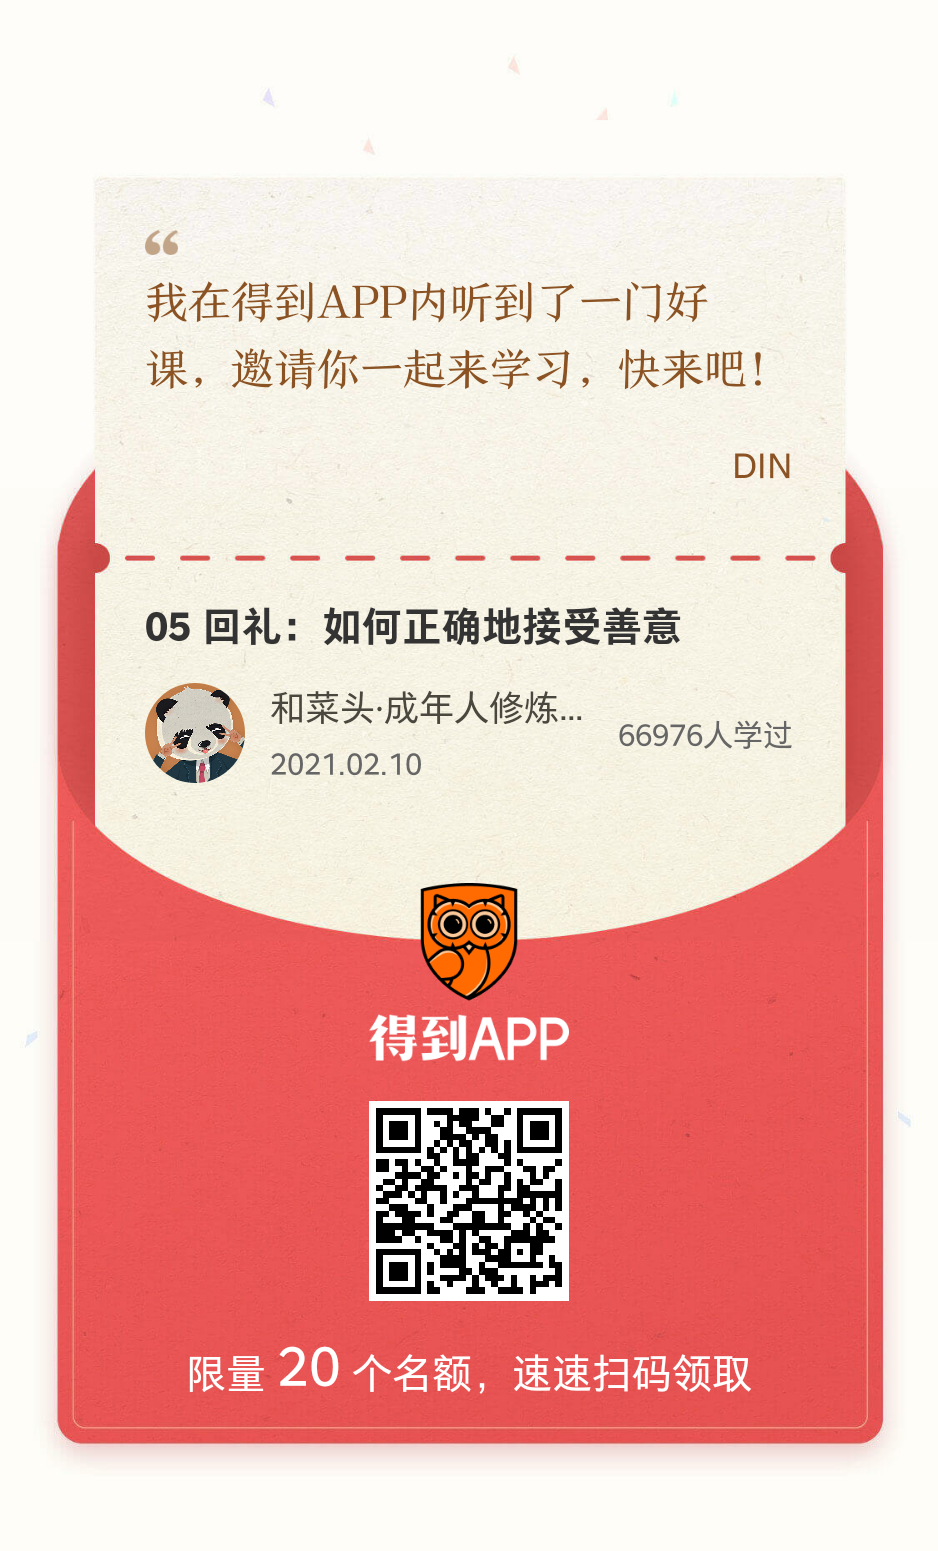 “
我在得到APP内听到了一门好
课，邀请你一起来学习，快来吧！
DIN
05 回礼：如何正确地接受善意
和菜头·成年人修炼...
66976人学过
2021.02.10
得到APP
限量 20 个名额，速速扫码领取